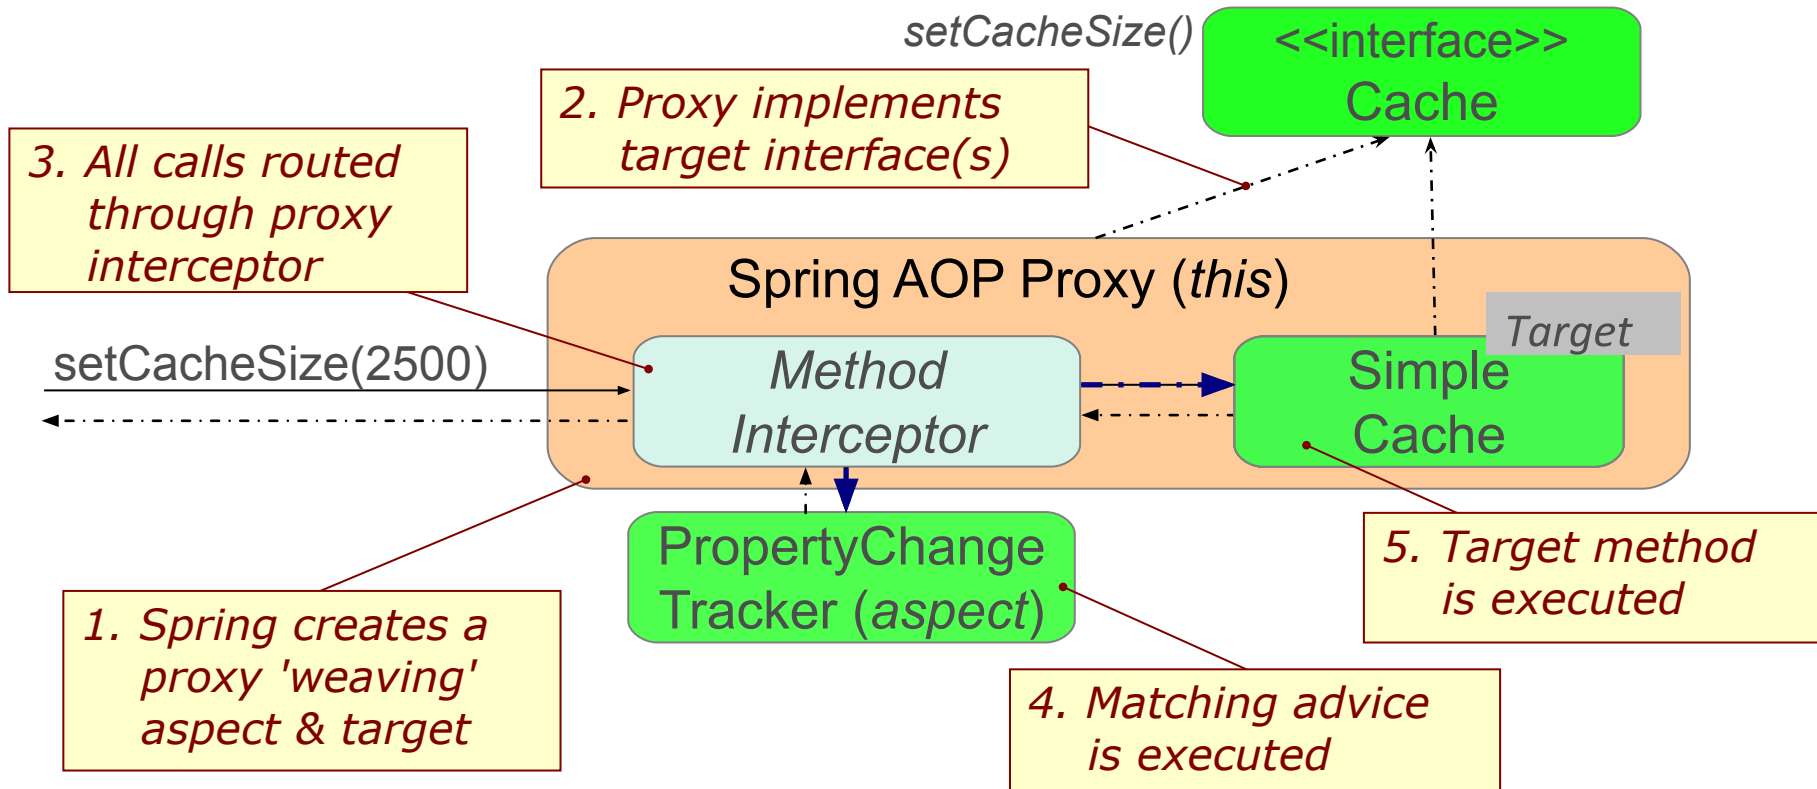 setCacheSize()
<<interface>>
Cache
2. Proxy implements
target interface(s)
3. All calls routed
through proxy
interceptor
Spring AOP Proxy (this)
Target
setCacheSize(2500)
Method
Interceptor
Simple
Cache
PropertyChange
Tracker (aspect)
5. Target method
is executed
1. Spring creates a
proxy 'weaving'
aspect & target
4. Matching advice
is executed